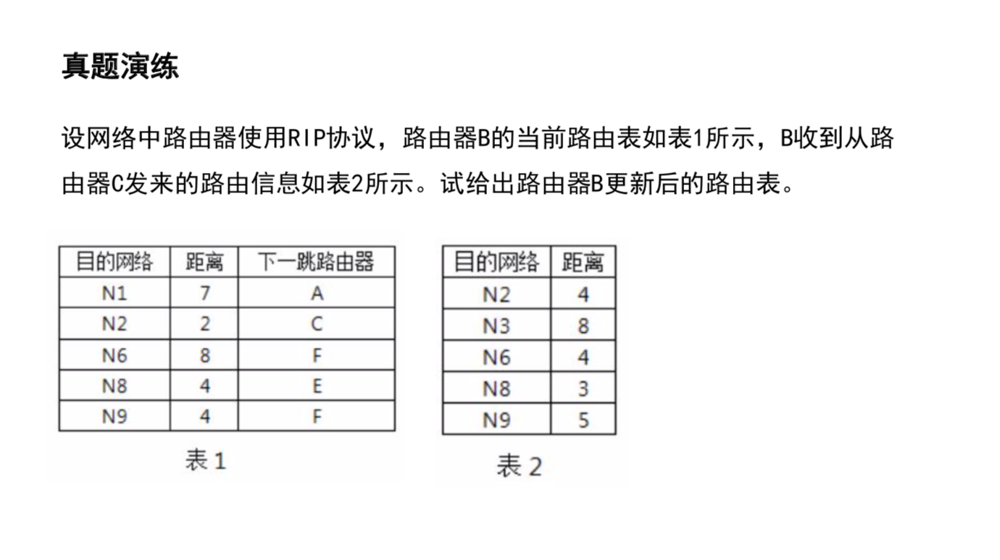 真题演练
设网络中路由器使用RIP协议，路由器B的当前路由表如表1所示，B收到从路
由器C发来的路由信息如表2所示。试给出路由器B更新后的路由表。
目的网络 距离 下一跳路由器
N1 7 A
N2 2 C
N6 8 F
N8 4 E
N9 4 F
表1
目的网络 距离
N2 4
N3 8
N6 4
N8 3
N9 5
表2